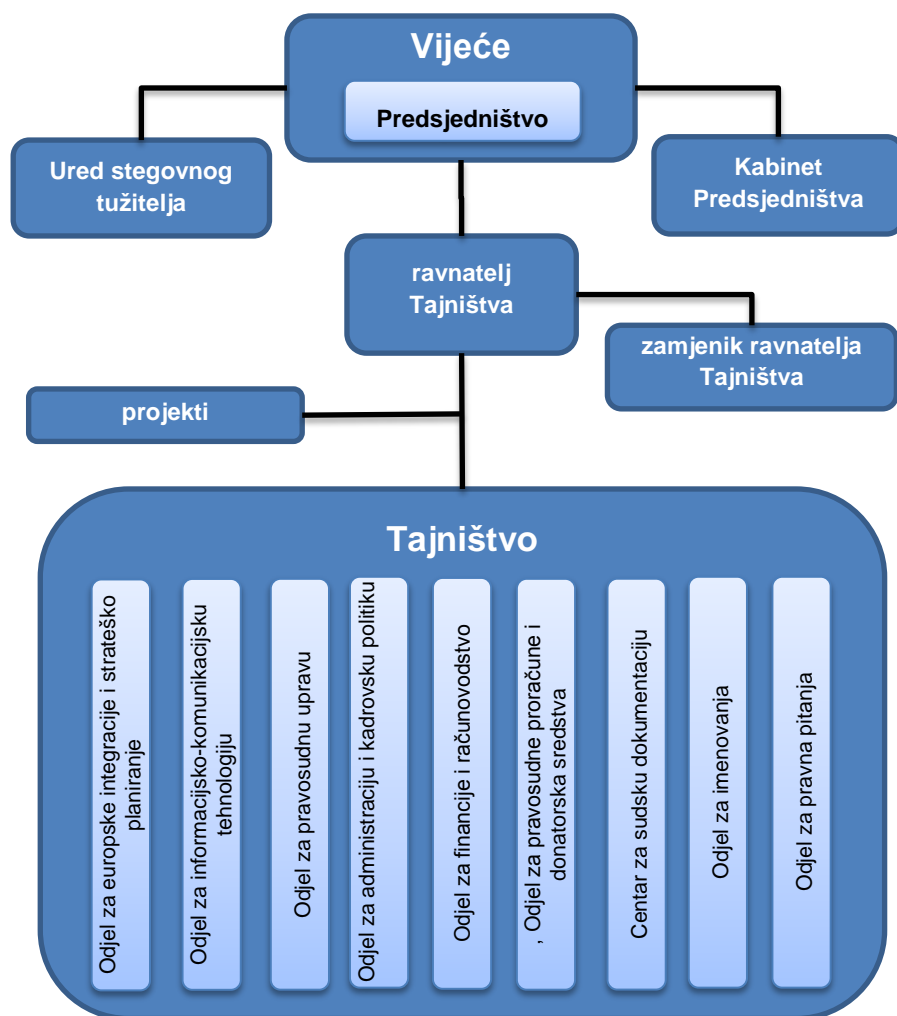 Vijeće
Predsjedništvo
Ured stegovnog
tužitelja
Kabinet
Predsjedništva
ravnatelj
Tajništva
zamjenik ravnatelja
Tajništva
projekti
Tajništvo
Odjel za europske integracije i strateško
planiranje
Odjel za informacijsko-komunikacijsku
tehnologiju
Odjel za pravosudnu upravu
Odjel za administraciju i kadrovsku politiku
Odjel za financije i računovodstvo
, Odjel za pravosudne proračune i
donatorska sredstva
Centar za sudsku dokumentaciju
Odjel za imenovanja
Odjel za pravna pitanja